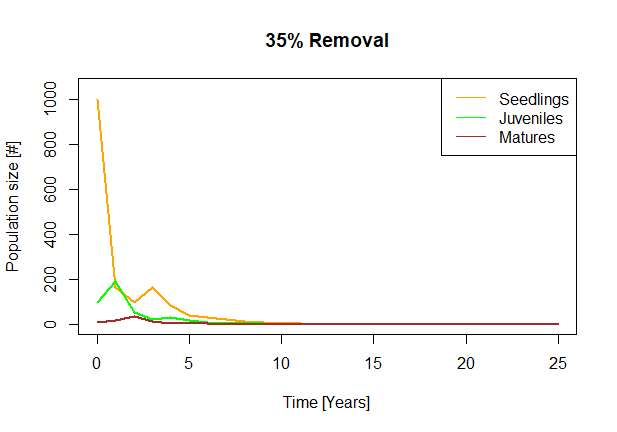 35% Removal
Seedlings
Juveniles
Matures
Population size [#]
1000
800
600
400
200
0
0 5 10 15 20 25
Time [Years]